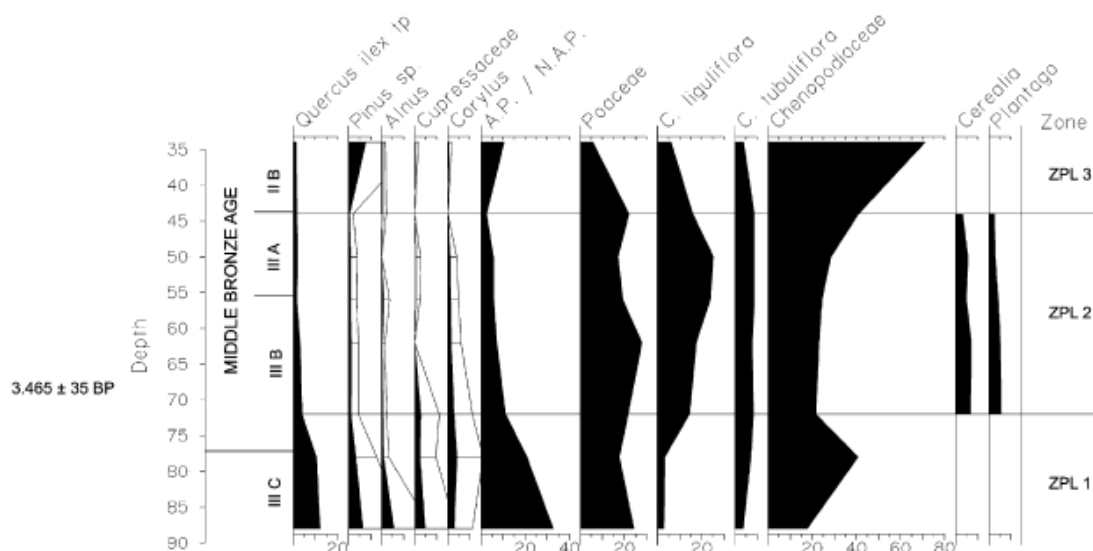 Quercus ilex tp
Pinus sp.
Alnus
Cupressaceae
Corylus
A.P. / N.A.P.
Poaceae
C. liguliflora
C. tubuliflora
Chenopodiaceae
Cerealia
Plantago
Zone
Depth
35
40
45
50
55
60
65
70
75
80
85
90
3.465 ± 35 BP
MIDDLE BRONZE AGE
II B
III A
III B
III C
ZPL 3
ZPL 2
ZPL 1
20
20
40
20
20
20
40
60
80